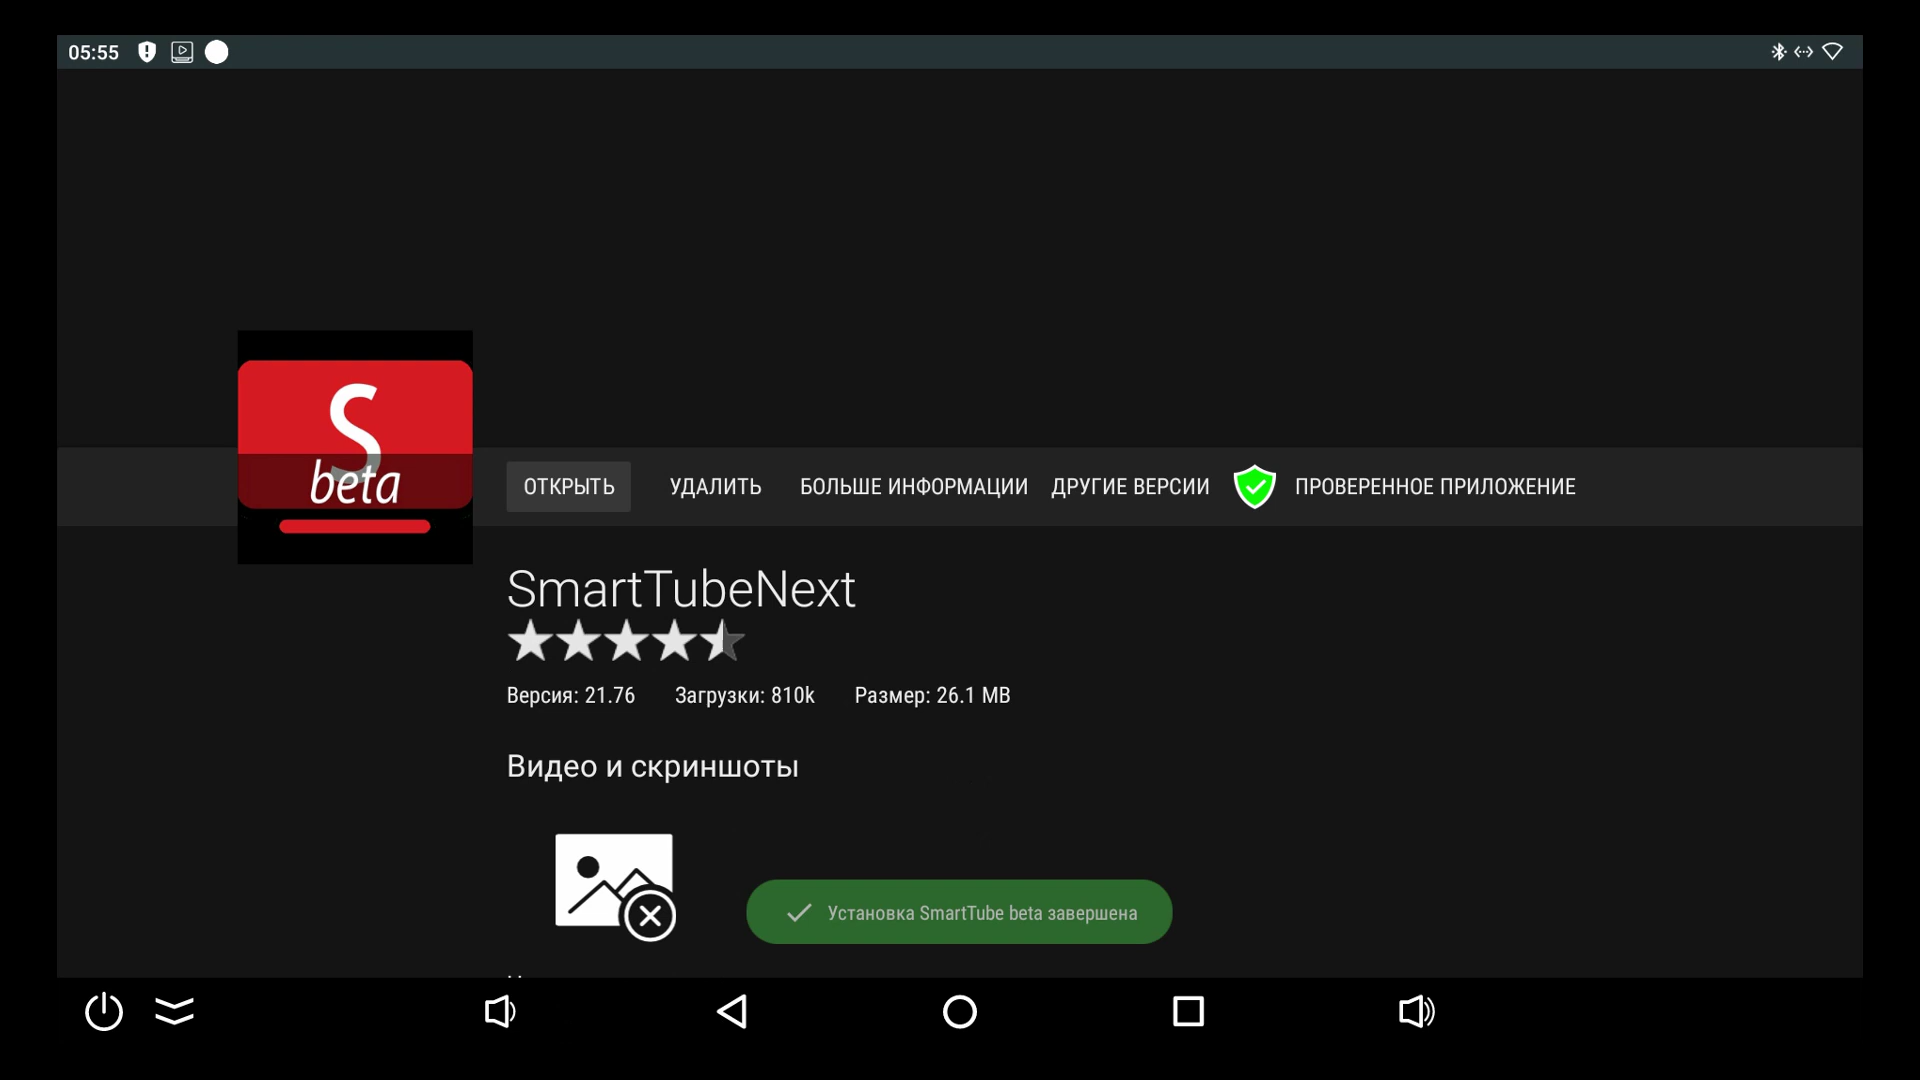 05:55
S
beta
ОТКРЫТЬ УДАЛИТЬ БОЛЬШЕ ИНФОРМАЦИИ ДРУГИЕ ВЕРСИИ ПРОВЕРЕННОЕ ПРИЛОЖЕНИЕ
SmartTubeNext
Версия: 21.76 Загрузки: 810k Размер: 26.1 MB
Видео и скриншоты
Установка SmartTube beta завершена